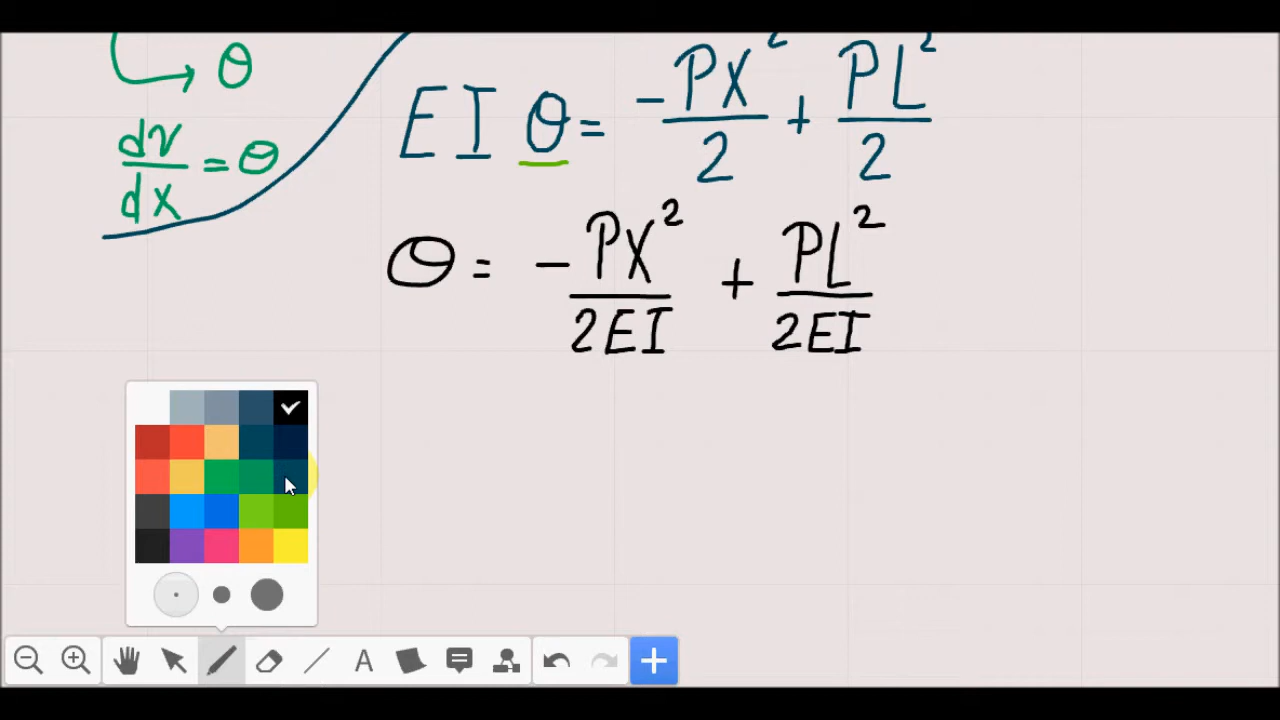 θ
EI θ = -PX²/2 + PL²/2
dv/dx = θ
θ = -PX²/2EI + PL²/2EI
A